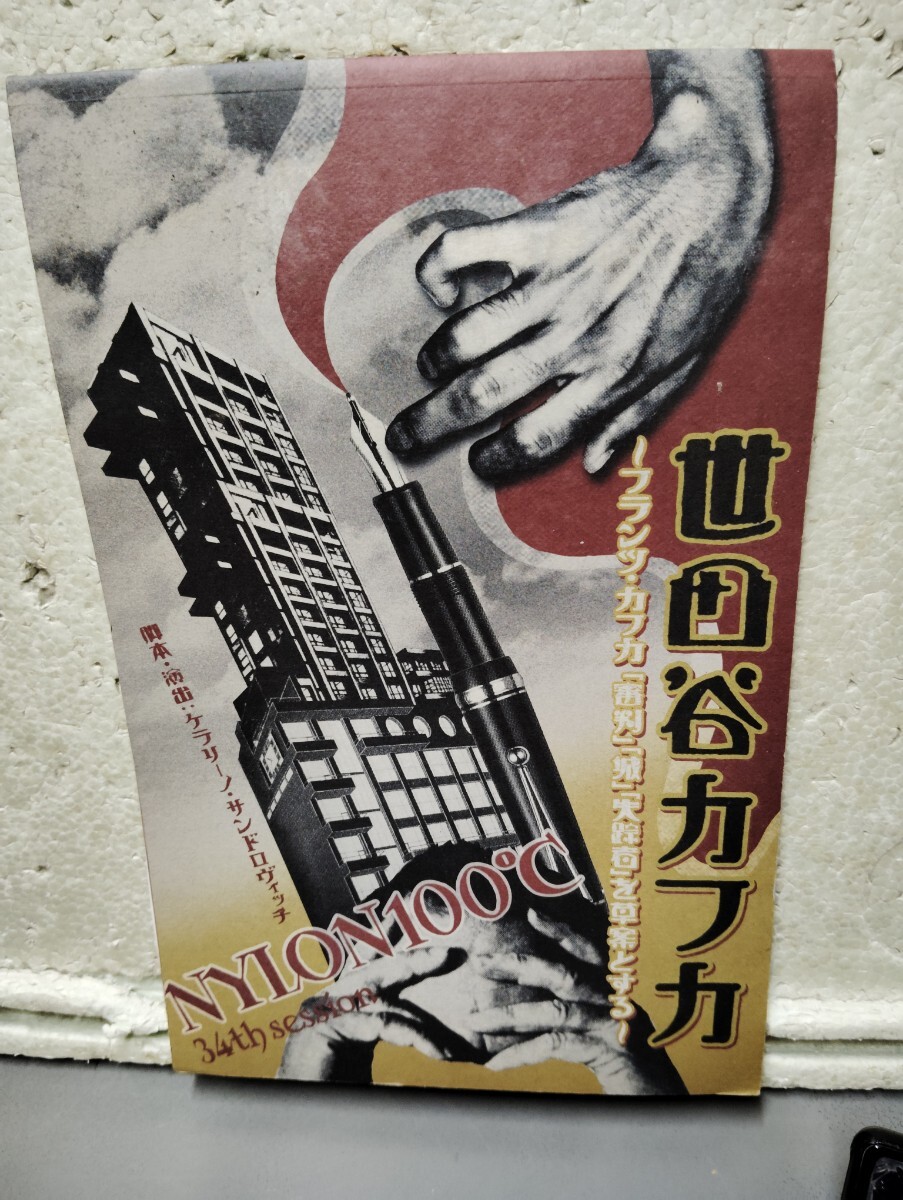 世田谷カフカ
~フランツ・カフカ「審判」「城」「失踪者」を草案とする~
脚本・演出:ケラリーノ・サンドロヴィッチ
NYLON100°C
34th session